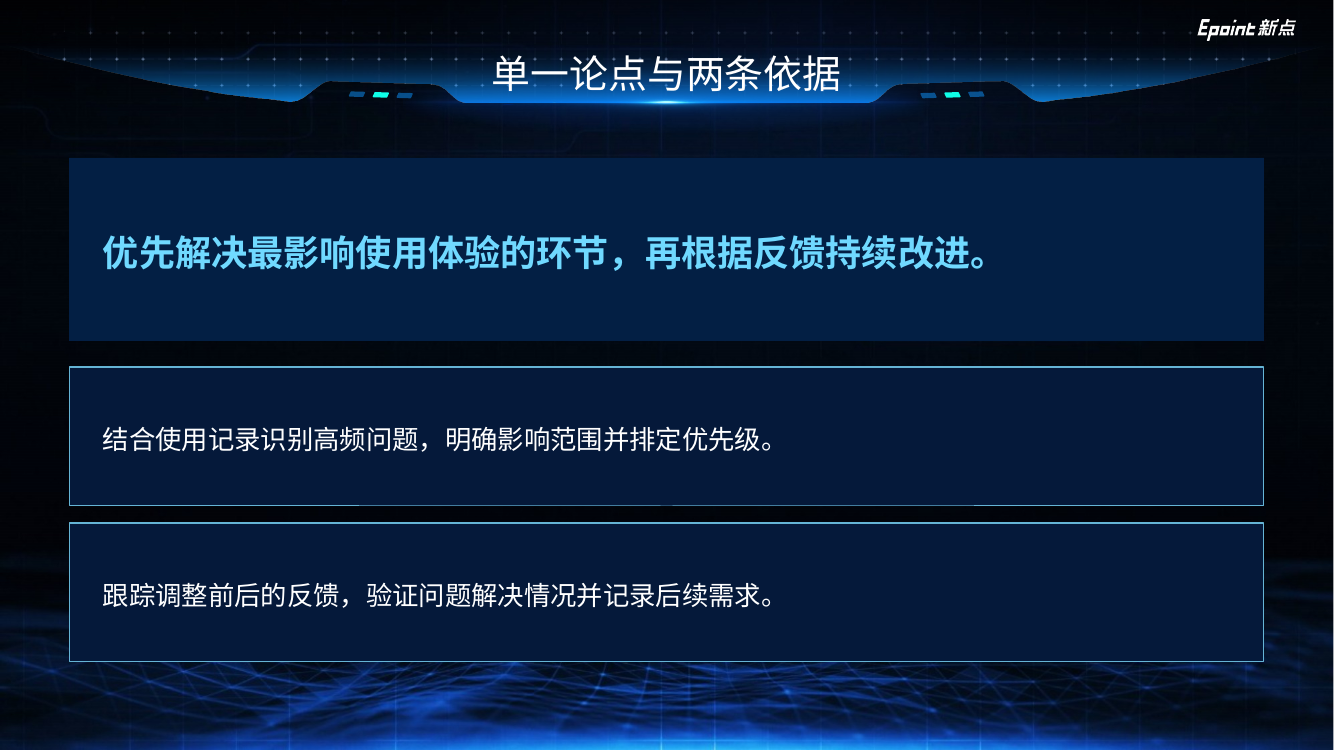 Epoint 新点
单一论点与两条依据
优先解决最影响使用体验的环节，再根据反馈持续改进。
结合使用记录识别高频问题，明确影响范围并排定优先级。
跟踪调整前后的反馈，验证问题解决情况并记录后续需求。